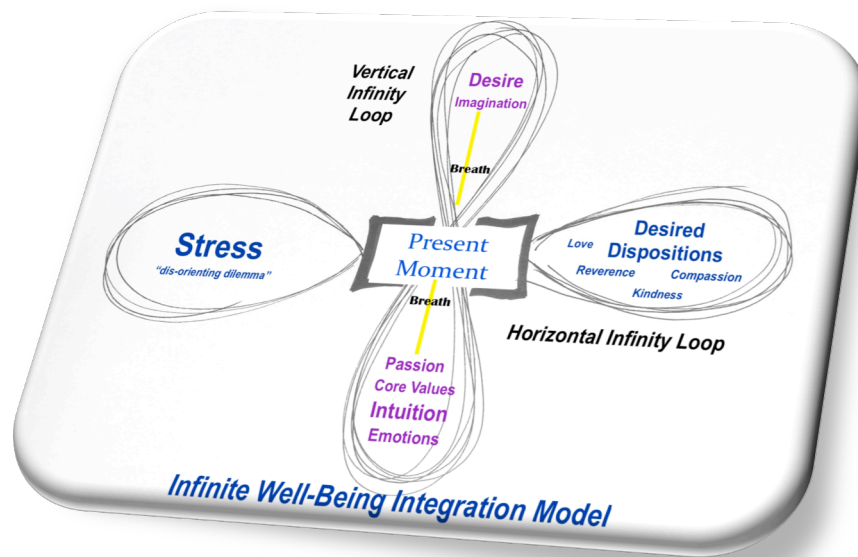 Vertical
Infinity
Loop
Desire
Imagination
Breath
Stress
“dis-orienting dilemma”
Present
Moment
Desired
Dispositions
Love
Reverence
Compassion
Kindness
Breath
Horizontal Infinity Loop
Passion
Core Values
Intuition
Emotions
Infinite Well-Being Integration Model